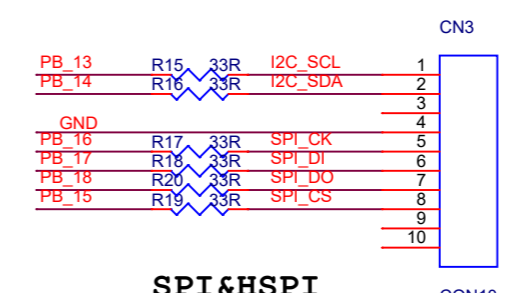 CN3
PB_13 R15 33R I2C_SCL 1
PB_14 R16 33R I2C_SDA 2
3
GND 4
PB_16 R17 33R SPI_CK 5
PB_17 R18 33R SPI_DI 6
PB_18 R20 33R SPI_DO 7
PB_15 R19 33R SPI_CS 8
9
10
SPI&HSPI